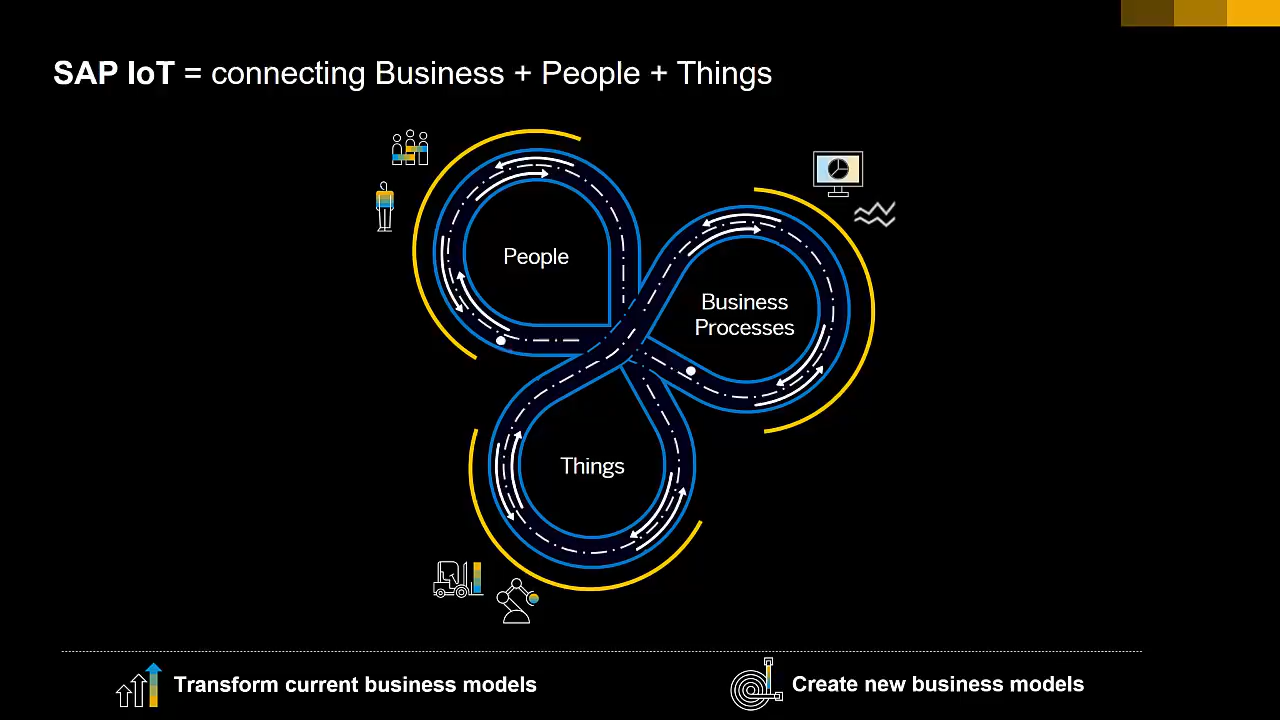 SAP IoT = connecting Business + People + Things
People
Business
Processes
Things
Transform current business models
Create new business models